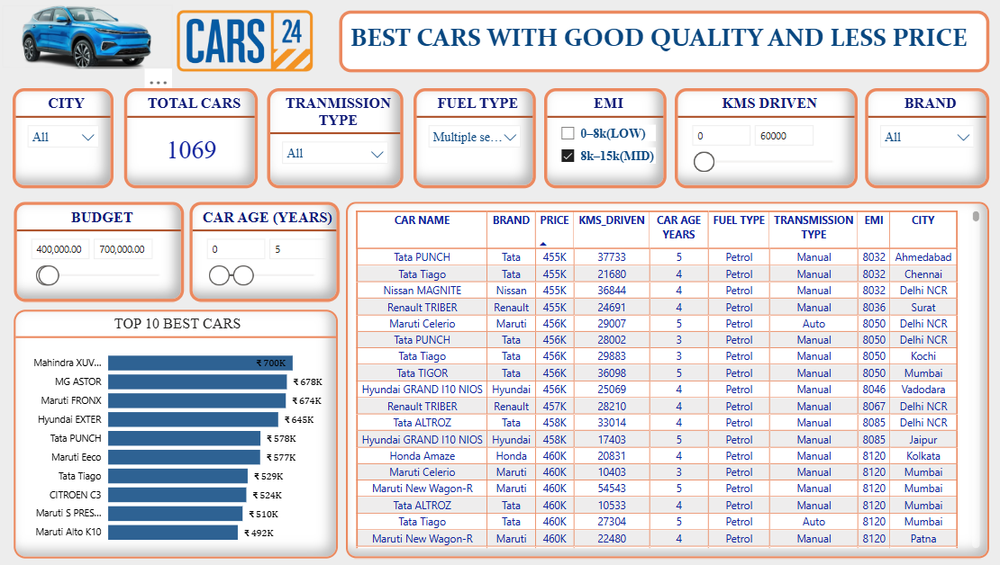 CARS 24
BEST CARS WITH GOOD QUALITY AND LESS PRICE
...
CITY
All
TOTAL CARS
1069
TRANMISSION
TYPE
All
FUEL TYPE
Multiple se...
EMI
0–8k(LOW)
8k–15k(MID)
KMS DRIVEN
0 60000
BRAND
All
BUDGET
400,000.00 700,000.00
CAR AGE (YEARS)
0 5
TOP 10 BEST CARS
Mahindra XUV... ₹ 700K
MG ASTOR ₹ 678K
Maruti FRONX ₹ 674K
Hyundai EXTER ₹ 645K
Tata PUNCH ₹ 578K
Maruti Eeco ₹ 577K
Tata Tiago ₹ 529K
CITROEN C3 ₹ 524K
Maruti S PRES... ₹ 510K
Maruti Alto K10 ₹ 492K
CAR NAME BRAND PRICE KMS_DRIVEN CAR AGE FUEL TYPE TRANSMISSION EMI CITY
YEARS TYPE
Tata PUNCH Tata 455K 37733 5 Petrol Manual 8032 Ahmedabad
Tata Tiago Tata 455K 21680 4 Petrol Manual 8032 Chennai
Nissan MAGNITE Nissan 455K 36844 4 Petrol Manual 8032 Delhi NCR
Renault TRIBER Renault 455K 24691 4 Petrol Manual 8036 Surat
Maruti Celerio Maruti 456K 29007 5 Petrol Auto 8050 Delhi NCR
Tata PUNCH Tata 456K 28002 3 Petrol Manual 8050 Delhi NCR
Tata Tiago Tata 456K 29883 3 Petrol Manual 8050 Kochi
Tata TIGOR Tata 456K 36098 5 Petrol Manual 8050 Mumbai
Hyundai GRAND I10 NIOS Hyundai 456K 25069 4 Petrol Manual 8046 Vadodara
Renault TRIBER Renault 457K 28210 4 Petrol Manual 8067 Delhi NCR
Tata ALTROZ Tata 458K 33014 4 Petrol Manual 8085 Delhi NCR
Hyundai GRAND I10 NIOS Hyundai 458K 17403 5 Petrol Manual 8085 Jaipur
Honda Amaze Honda 460K 20831 4 Petrol Manual 8120 Kolkata
Maruti Celerio Maruti 460K 10403 3 Petrol Manual 8120 Mumbai
Maruti New Wagon-R Maruti 460K 54543 5 Petrol Manual 8120 Mumbai
Tata ALTROZ Tata 460K 10533 4 Petrol Manual 8120 Mumbai
Tata Tiago Tata 460K 27304 5 Petrol Auto 8120 Mumbai
Maruti New Wagon-R Maruti 460K 22480 4 Petrol Manual 8120 Patna